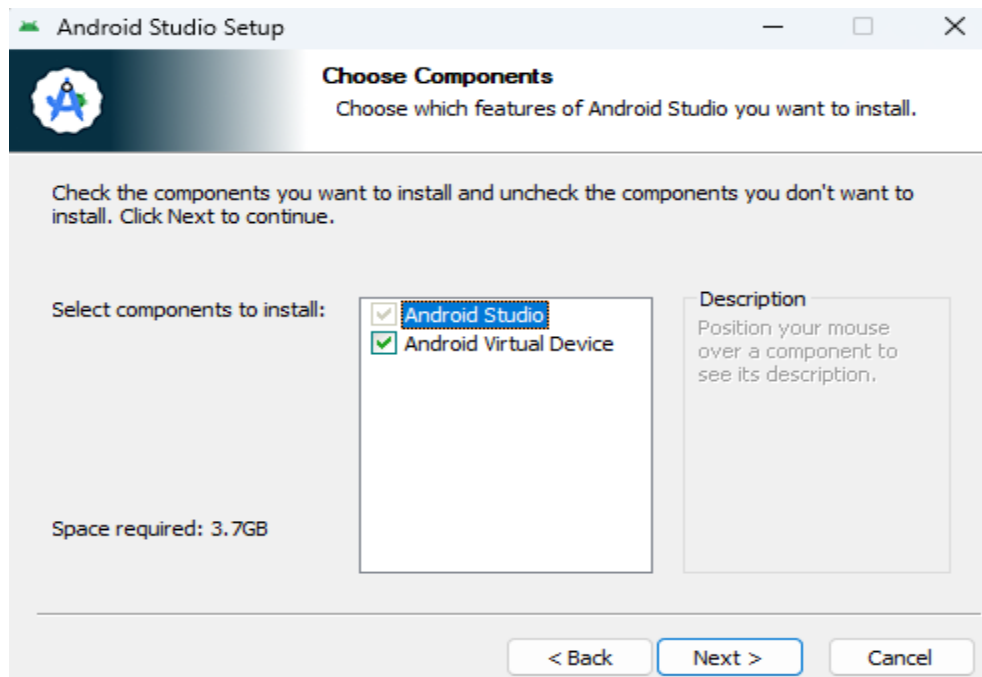 Android Studio Setup
Choose Components
Choose which features of Android Studio you want to install.
Check the components you want to install and uncheck the components you don't want to
install. Click Next to continue.
Select components to install:
Android Studio
Android Virtual Device
Description
Position your mouse
over a component to
see its description.
Space required: 3.7GB
< Back
Next >
Cancel